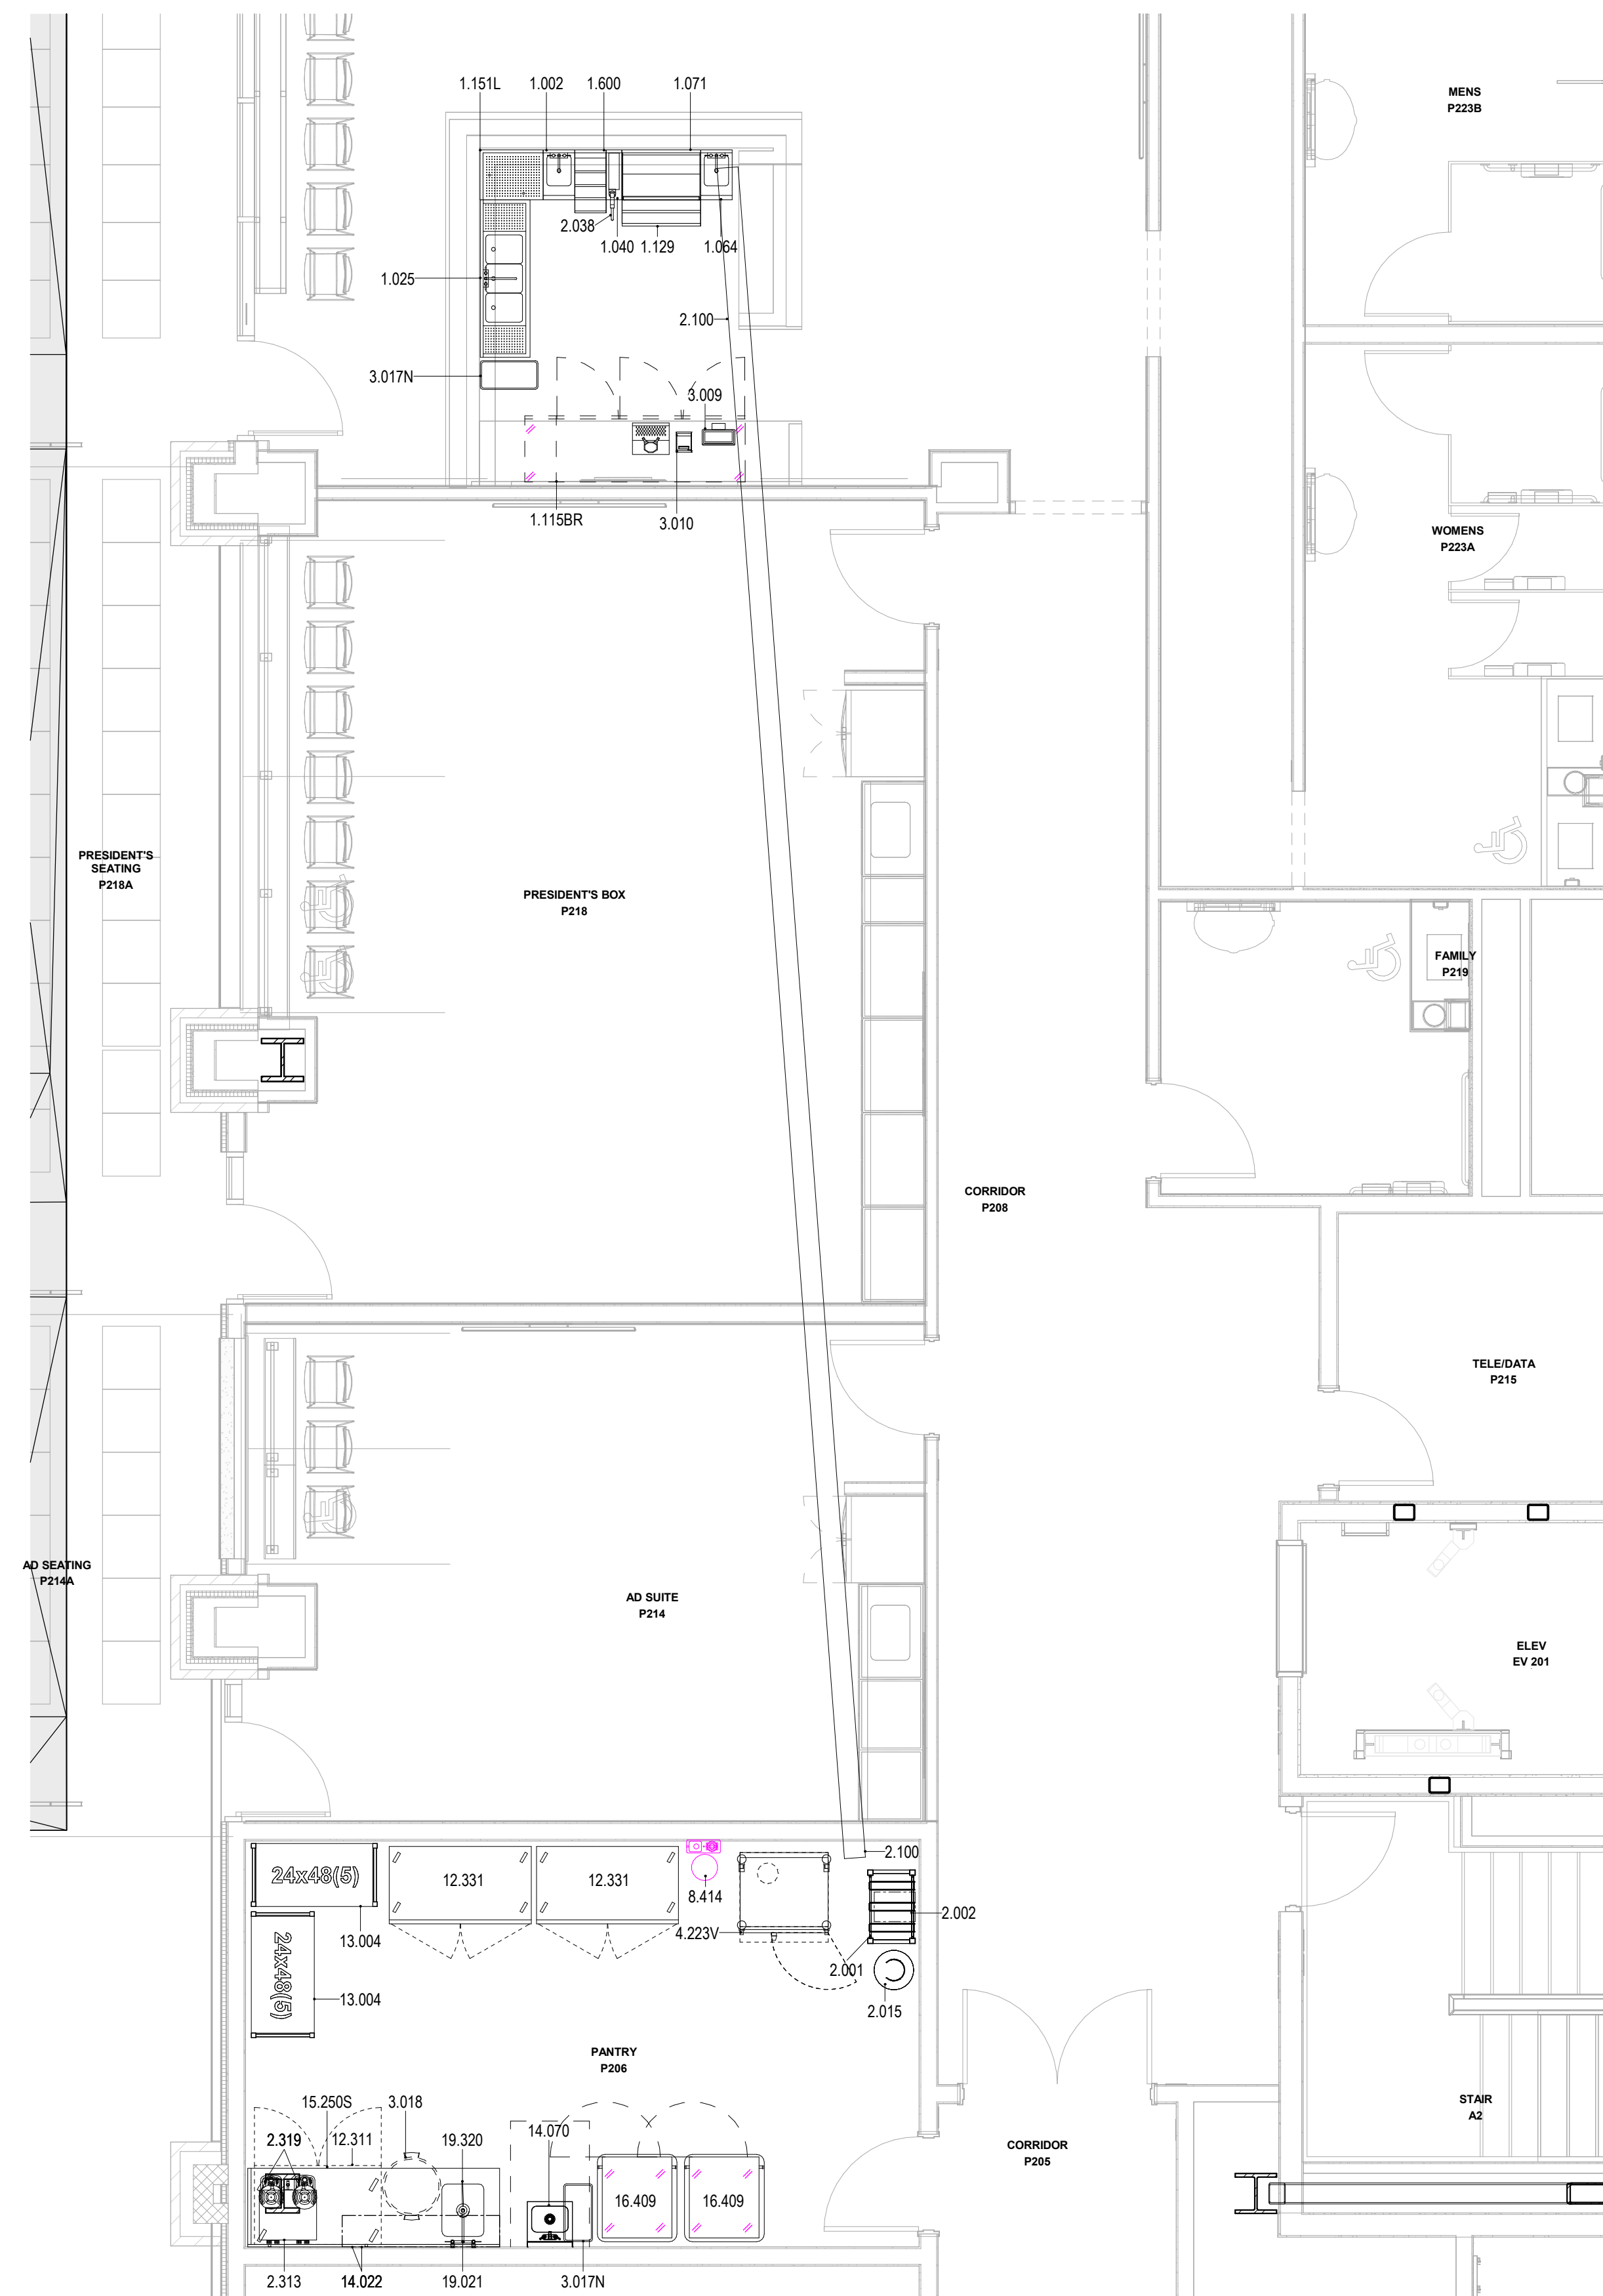 MENS
P223B
1.151L
1.002
1.600
1.071
2.038
1.040
1.129
1.064
1.025
2.100
3.017N
3.009
1.115BR
3.010
WOMENS
P223A
PRESIDENT'S
SEATING
P218A
PRESIDENT'S BOX
P218
FAMILY
P219
CORRIDOR
P208
TELE/DATA
P215
AD SEATING
P214A
AD SUITE
P214
ELEV
EV 201
24x48(5)
12.331
12.331
8.414
2.100
2.002
4.223V
13.004
24x48(5)
2.001
13.004
2.015
PANTRY
P206
15.250S
3.018
STAIR
A2
2.319
12.311
19.320
14.070
CORRIDOR
P205
16.409
16.409
2.313
14.022
19.021
3.017N